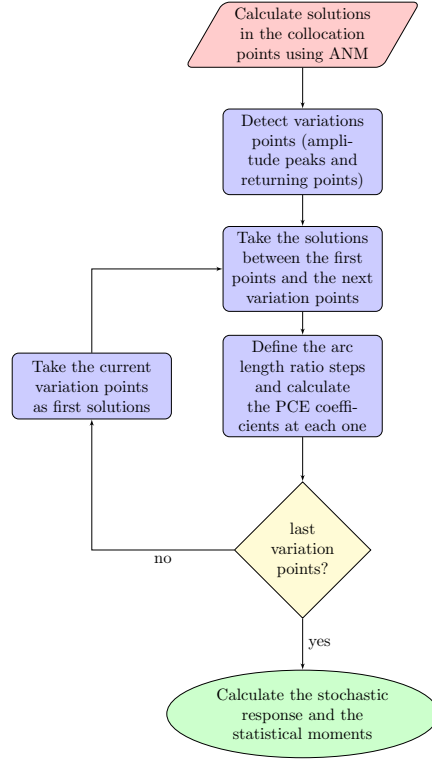 Calculate solutions
in the collocation
points using ANM
Detect variations
points (ampli-
tude peaks and
returning points)
Take the solutions
between the first
points and the next
variation points
Define the arc
length ratio steps
and calculate
the PCE coeffi-
cients at each one
Take the current
variation points
as first solutions
last
variation
points?
no
yes
Calculate the stochastic
response and the
statistical moments